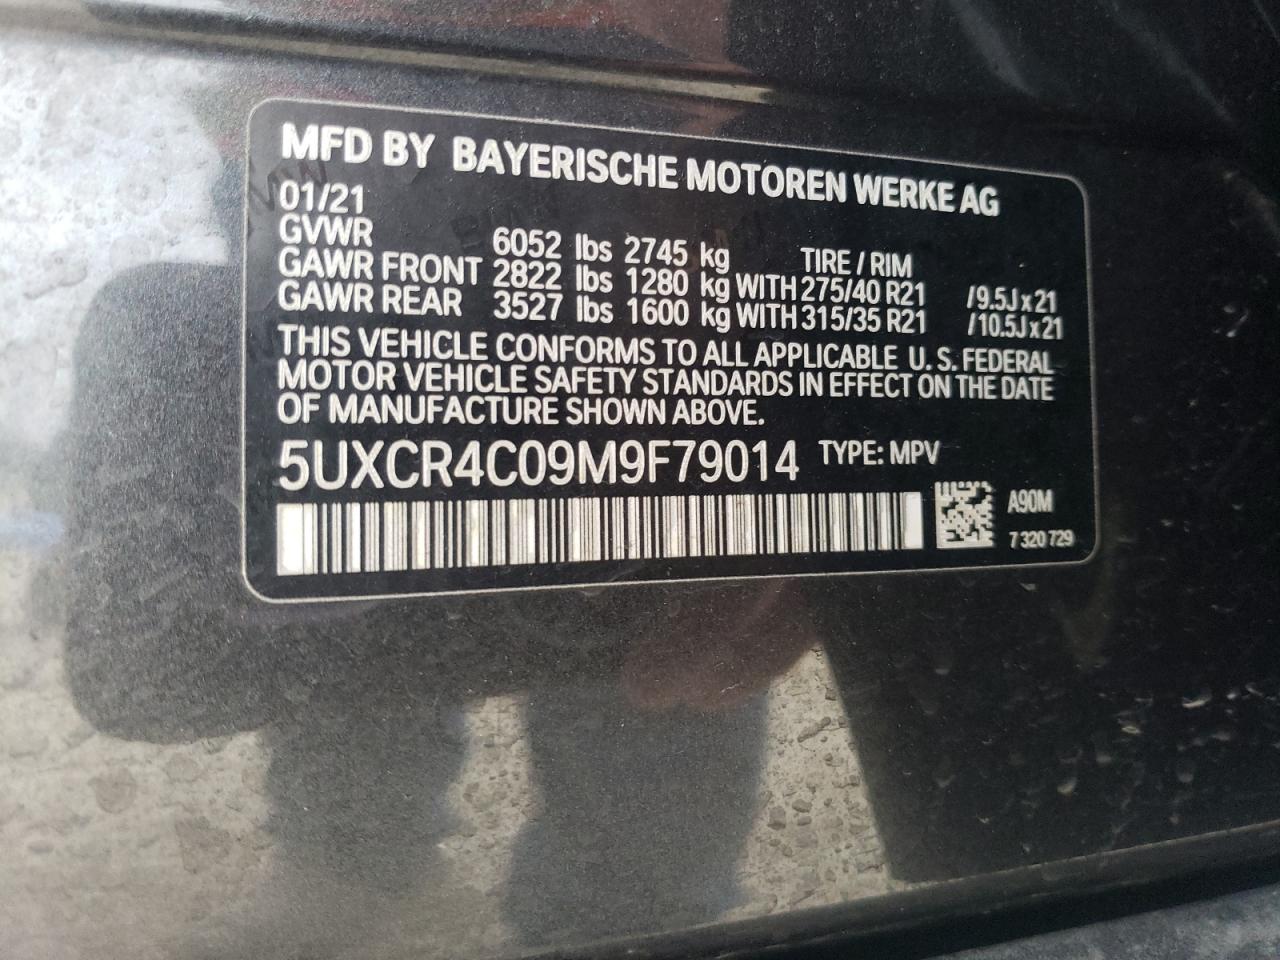 MFD BY BAYERISCHE MOTOREN WERKE AG
01/21
GVWR 6052 lbs 2745 kg TIRE / RIM
GAWR FRONT 2822 lbs 1280 kg WITH 275/40 R21 /9.5J x 21
GAWR REAR 3527 lbs 1600 kg WITH 315/35 R21 /10.5J x 21
THIS VEHICLE CONFORMS TO ALL APPLICABLE U.S. FEDERAL
MOTOR VEHICLE SAFETY STANDARDS IN EFFECT ON THE DATE
OF MANUFACTURE SHOWN ABOVE.
5UXCR4C09M9F79014 TYPE: MPV
A90M
7 320 729